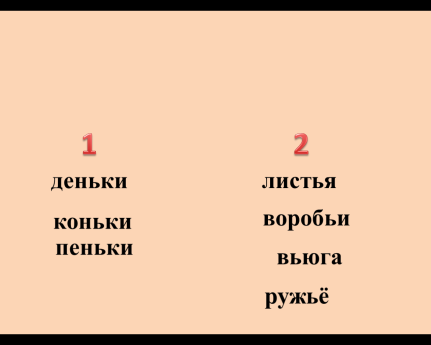 1
деньки
коньки
пеньки
2
листья
воробьи
вьюга
ружьё